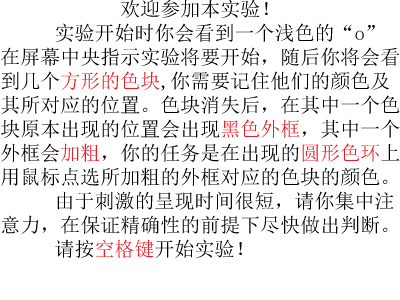 欢迎参加本实验！
实验开始时你会看到一个浅色的“o”
在屏幕中央指示实验将要开始，随后你将会看
到几个方形的色块,你需要记住他们的颜色及
其所对应的位置。色块消失后，在其中一个色
块原本出现的位置会出现黑色外框，其中一个
外框会加粗，你的任务是在出现的圆形色环上
用鼠标点选所加粗的外框对应的色块的颜色。
由于刺激的呈现时间很短，请你集中注
意力，在保证精确性的前提下尽快做出判断。
请按空格键开始实验！